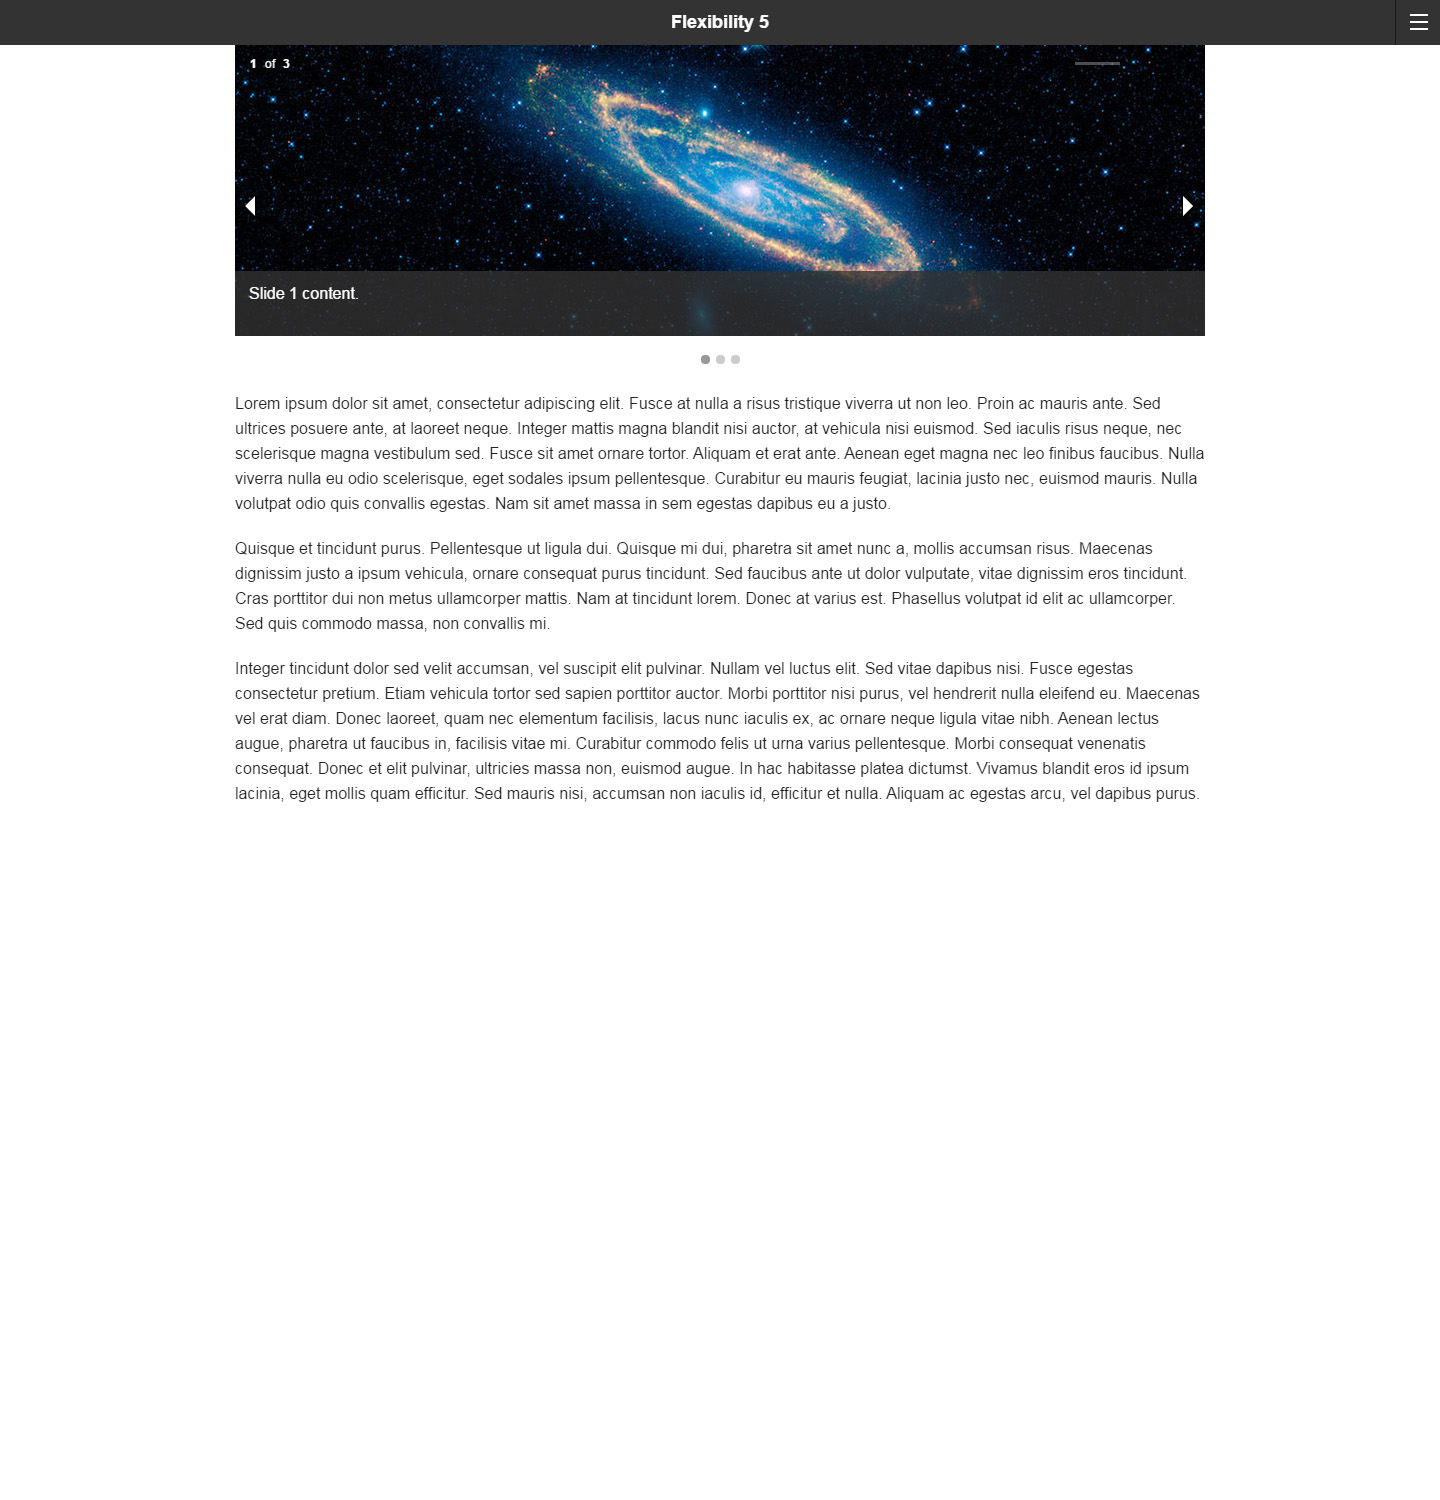 Flexibility 5
1 of 3
Slide 1 content.
Lorem ipsum dolor sit amet, consectetur adipiscing elit. Fusce at nulla a risus tristique viverra ut non leo. Proin ac mauris ante. Sed
ultrices posuere ante, at laoreet neque. Integer mattis magna blandit nisi auctor, at vehicula nisi euismod. Sed iaculis risus neque, nec
scelerisque magna vestibulum sed. Fusce sit amet ornare tortor. Aliquam et erat ante. Aenean eget magna nec leo finibus faucibus. Nulla
viverra nulla eu odio scelerisque, eget sodales ipsum pellentesque. Curabitur eu mauris feugiat, lacinia justo nec, euismod mauris. Nulla
volutpat odio quis convallis egestas. Nam sit amet massa in sem egestas dapibus eu a justo.
Quisque et tincidunt purus. Pellentesque ut ligula dui. Quisque mi dui, pharetra sit amet nunc a, mollis accumsan risus. Maecenas
dignissim justo a ipsum vehicula, ornare consequat purus tincidunt. Sed faucibus ante ut dolor vulputate, vitae dignissim eros tincidunt.
Cras porttitor dui non metus ullamcorper mattis. Nam at tincidunt lorem. Donec at varius est. Phasellus volutpat id elit ac ullamcorper.
Sed quis commodo massa, non convallis mi.
Integer tincidunt dolor sed velit accumsan, vel suscipit elit pulvinar. Nullam vel luctus elit. Sed vitae dapibus nisi. Fusce egestas
consectetur pretium. Etiam vehicula tortor sed sapien porttitor auctor. Morbi porttitor nisi purus, vel hendrerit nulla eleifend eu. Maecenas
vel erat diam. Donec laoreet, quam nec elementum facilisis, lacus nunc iaculis ex, ac ornare neque ligula vitae nibh. Aenean lectus
augue, pharetra ut faucibus in, facilisis vitae mi. Curabitur commodo felis ut urna varius pellentesque. Morbi consequat venenatis
consequat. Donec et elit pulvinar, ultricies massa non, euismod augue. In hac habitasse platea dictumst. Vivamus blandit eros id ipsum
lacinia, eget mollis quam efficitur. Sed mauris nisi, accumsan non iaculis id, efficitur et nulla. Aliquam ac egestas arcu, vel dapibus purus.